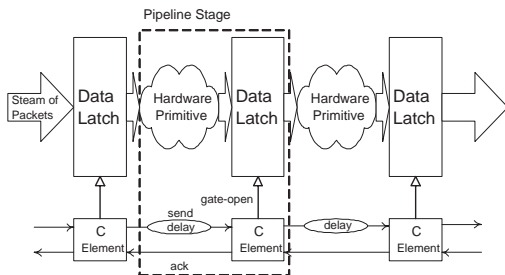 Pipeline Stage
Steam of
Packets
Data
Latch
Hardware
Primitive
Data
Latch
Hardware
Primitive
Data
Latch
gate-open
send
delay
delay
C
Element
C
Element
C
Element
ack